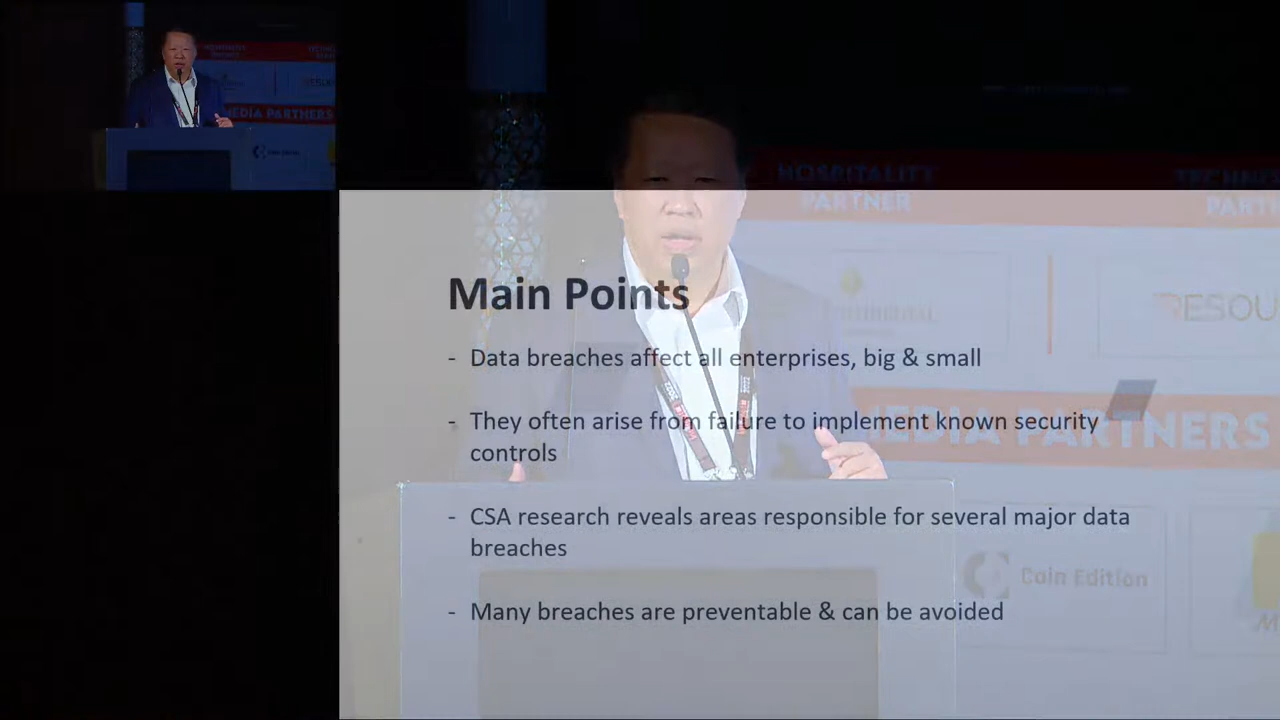 MEDIA PARTNERS
HOSPITALITY
PARTNER
Main Points
- Data breaches affect all enterprises, big & small
- They often arise from failure to implement known security
controls
MEDIA PARTNERS
- CSA research reveals areas responsible for several major data
breaches
Coin Edition
- Many breaches are preventable & can be avoided